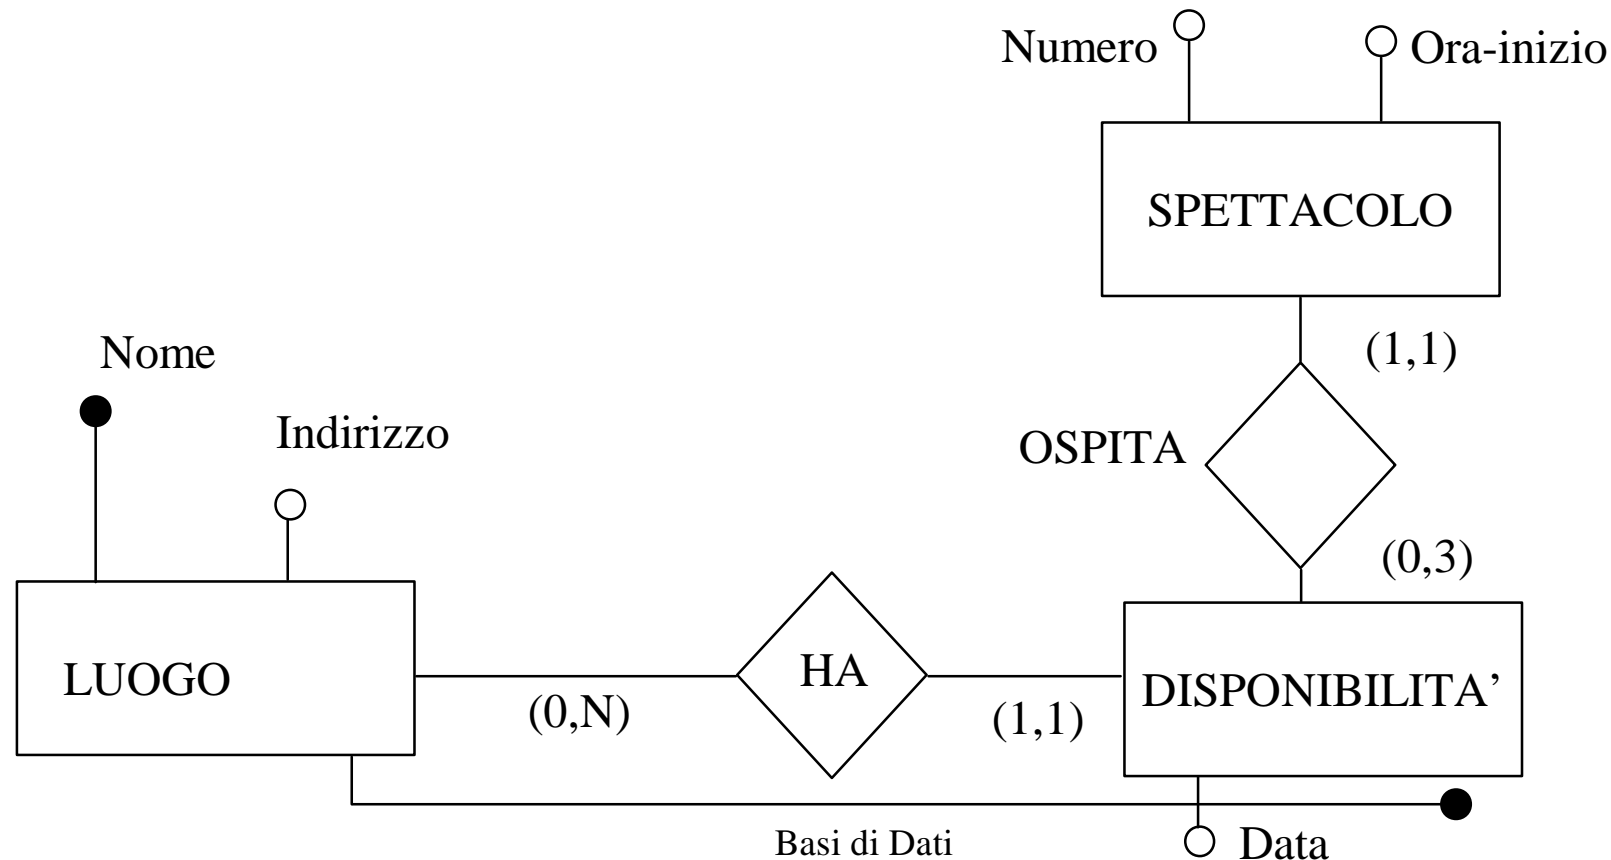 Numero
Ora-inizio
SPETTACOLO
(1,1)
Nome
Indirizzo
OSPITA
(0,3)
LUOGO
HA
DISPONIBILITA’
(0,N)
(1,1)
Basi di Dati
Data